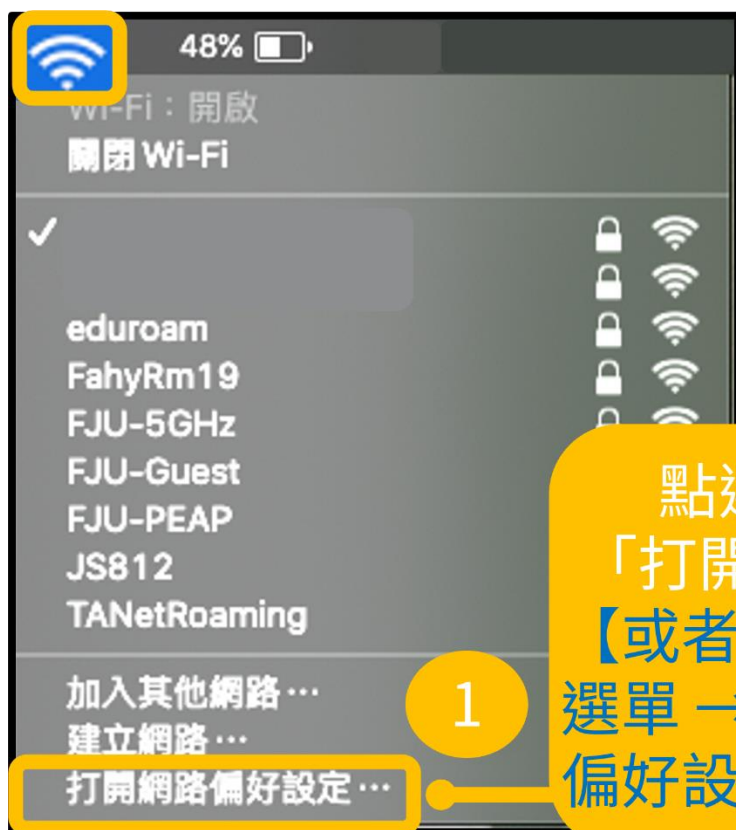 48%
Wi-Fi：開啟
關閉 Wi-Fi
eduroam
FahyRm19
FJU-5GHz
FJU-Guest
FJU-PEAP
JS812
TANetRoaming
加入其他網路…
建立網路…
打開網路偏好設定…
1
點
「打開
【或者
選單 →
偏好設